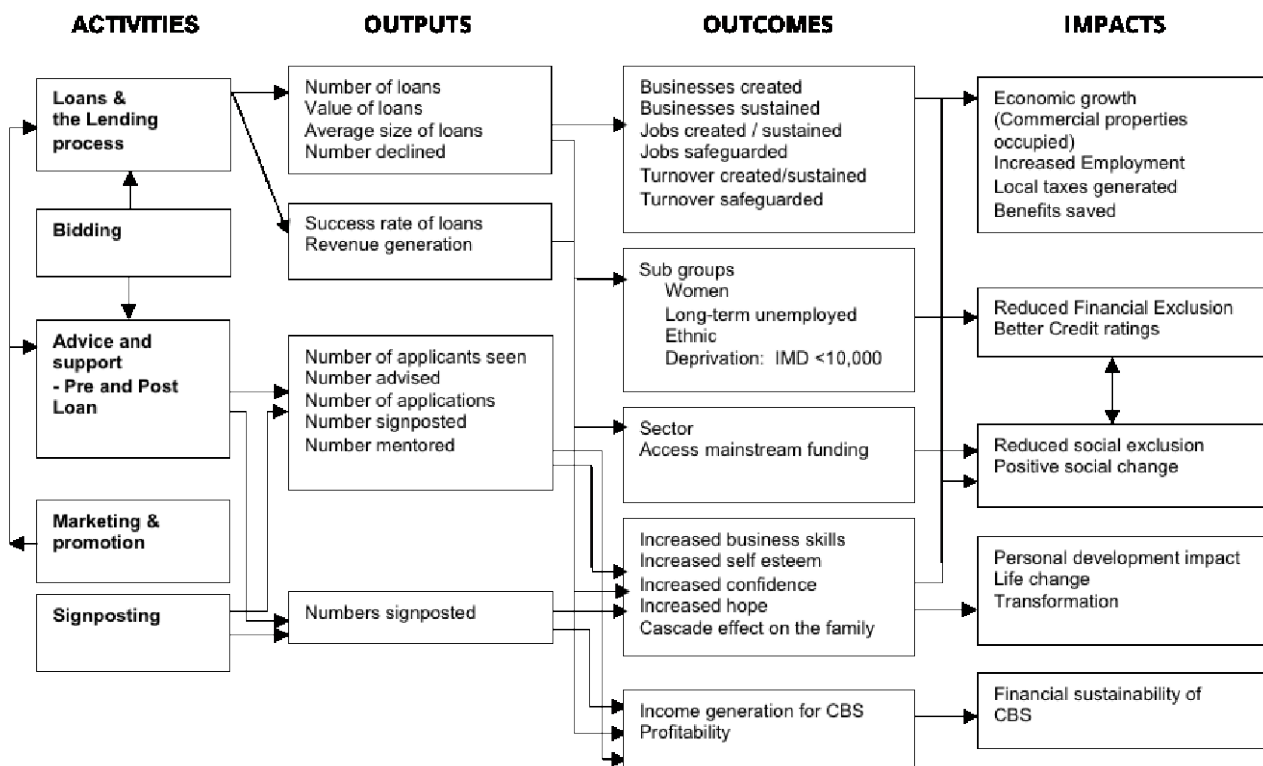 ACTIVITIES
OUTPUTS
OUTCOMES
IMPACTS
Loans &
the Lending
process
Bidding
Advice and
support
- Pre and Post
Loan
Marketing &
promotion
Signposting
Number of loans
Value of loans
Average size of loans
Number declined
Success rate of loans
Revenue generation
Number of applicants seen
Number advised
Number of applications
Number signposted
Number mentored
Numbers signposted
Businesses created
Businesses sustained
Jobs created / sustained
Jobs safeguarded
Turnover created/sustained
Turnover safeguarded
Sub groups
Women
Long-term unemployed
Ethnic
Deprivation: IMD <10,000
Sector
Access mainstream funding
Increased business skills
Increased self esteem
Increased confidence
Increased hope
Cascade effect on the family
Income generation for CBS
Profitability
Economic growth
(Commercial properties
occupied)
Increased Employment
Local taxes generated
Benefits saved
Reduced Financial Exclusion
Better Credit ratings
Reduced social exclusion
Positive social change
Personal development impact
Life change
Transformation
Financial sustainability of
CBS